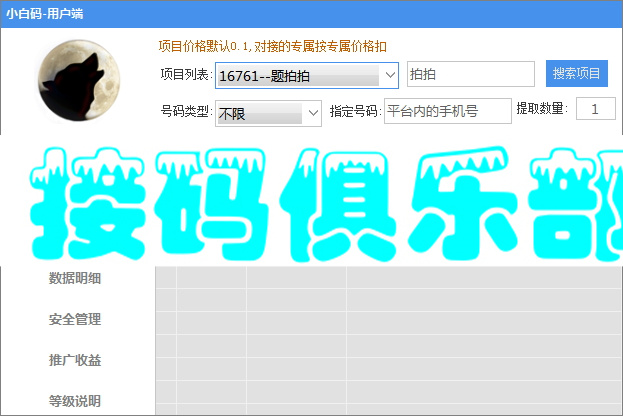 小白码-用户端
项目价格默认0.1,对接的专属按专属价格扣
项目列表: 16761--题拍拍 拍拍 搜索项目
号码类型: 不限 指定号码: 平台内的手机号 提取数量: 1
接码俱乐部
数据明细
安全管理
推广收益
等级说明